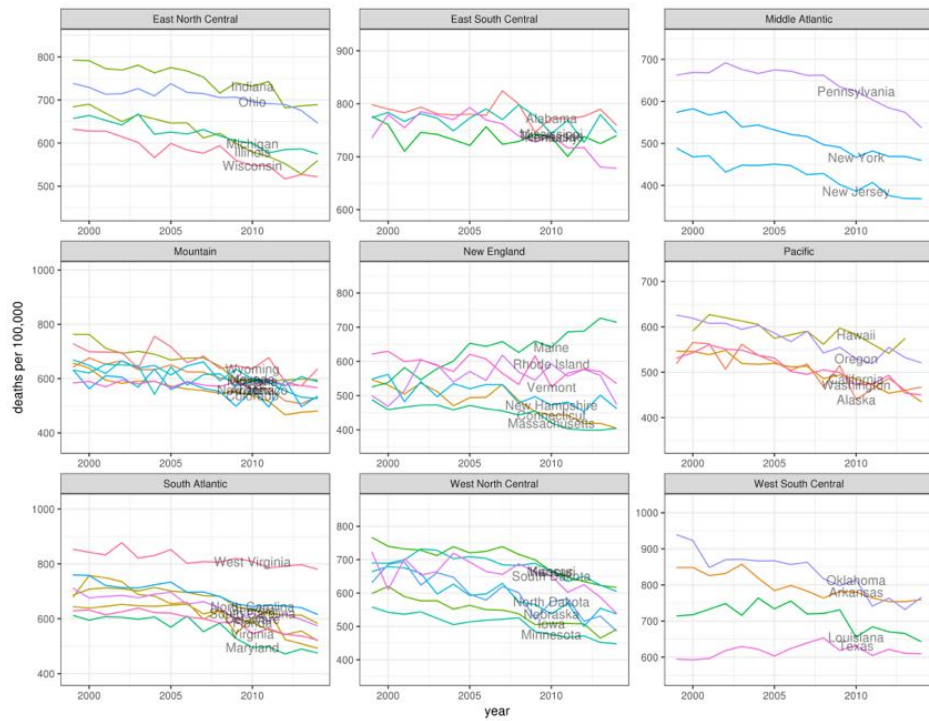 East North Central
800
700
600
500
Indiana
Ohio
Michigan
Illinois
Wisconsin
2000
2005
2010
East South Central
900
800
700
600
Alabama
2000
2005
2010
Middle Atlantic
700
600
500
400
Pennsylvania
New York
New Jersey
2000
2005
2010
deaths per 100,000
Mountain
1000
800
600
400
Wyoming
2000
2005
2010
New England
800
700
600
500
400
Maine
Rhode Island
Vermont
New Hampshire
Connecticut
Massachusetts
2000
2005
2010
Pacific
700
600
500
400
Hawaii
Oregon
California
Washington
Alaska
2000
2005
2010
South Atlantic
1000
800
600
400
West Virginia
North Carolina
Virginia
Maryland
2000
2005
2010
West North Central
800
700
600
500
400
South Dakota
North Dakota
Nebraska
Iowa
Minnesota
2000
2005
2010
West South Central
1000
900
800
700
600
Oklahoma
Arkansas
Louisiana
Texas
2000
2005
2010
year